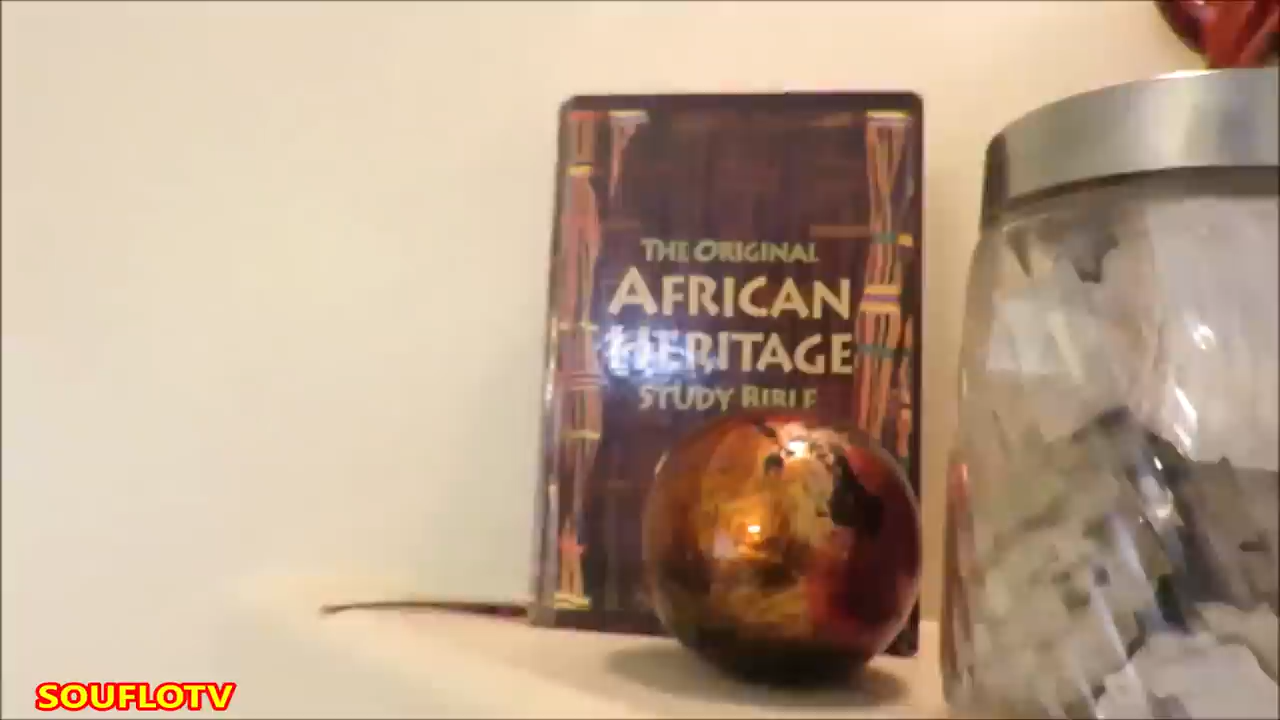 THE ORIGINAL
AFRICAN
HERITAGE
STUDY BIBLE
SOUFLOTV